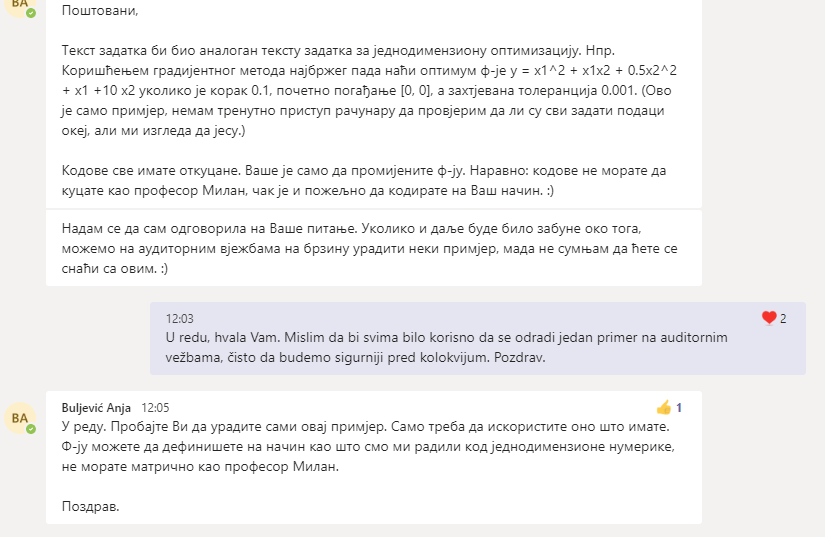 BA
Поштовани,
Текст задатка би био аналоган тексту задатка за једнодимензиону оптимизацију. Нпр.
Коришћењем градијентног метода најбржег пада наћи оптимум ф-је y = x1^2 + x1x2 + 0.5x2^2
+ x1 +10 x2 уколико је корак 0.1, почетно погађање [0, 0], а захтјевана толеранција 0.001. (Ово
је само примјер, немам тренутно приступ рачунару да провјерим да ли су сви задати подаци
океј, али ми изгледа да јесу.)
Кодове све имате откуцане. Ваше је само да промијените ф-ју. Наравно: кодове не морате да
куцате као професор Милан, чак је и пожељно да кодирате на Ваш начин. :)
Надам се да сам одговорила на Ваше питање. Уколико и даље буде било забуне око тога,
можемо на аудиторним вјежбама на брзину урадити неки примјер, мада не сумњам да ћете се
снаћи са овим. :)
12:03 2
U redu, hvala Vam. Mislim da bi svima bilo korisno da se odradi jedan primer na auditornim
vežbama, čisto da budemo sigurniji pred kolokvijum. Pozdrav.
BA
Buljević Anja 12:05 1
У реду. Пробајте Ви да урадите сами овај примјер. Само треба да искористите оно што имате.
Ф-ју можете да дефинишете на начин као што смо ми радили код једнодимензионе нумерике,
не морате матрично као професор Милан.
Поздрав.